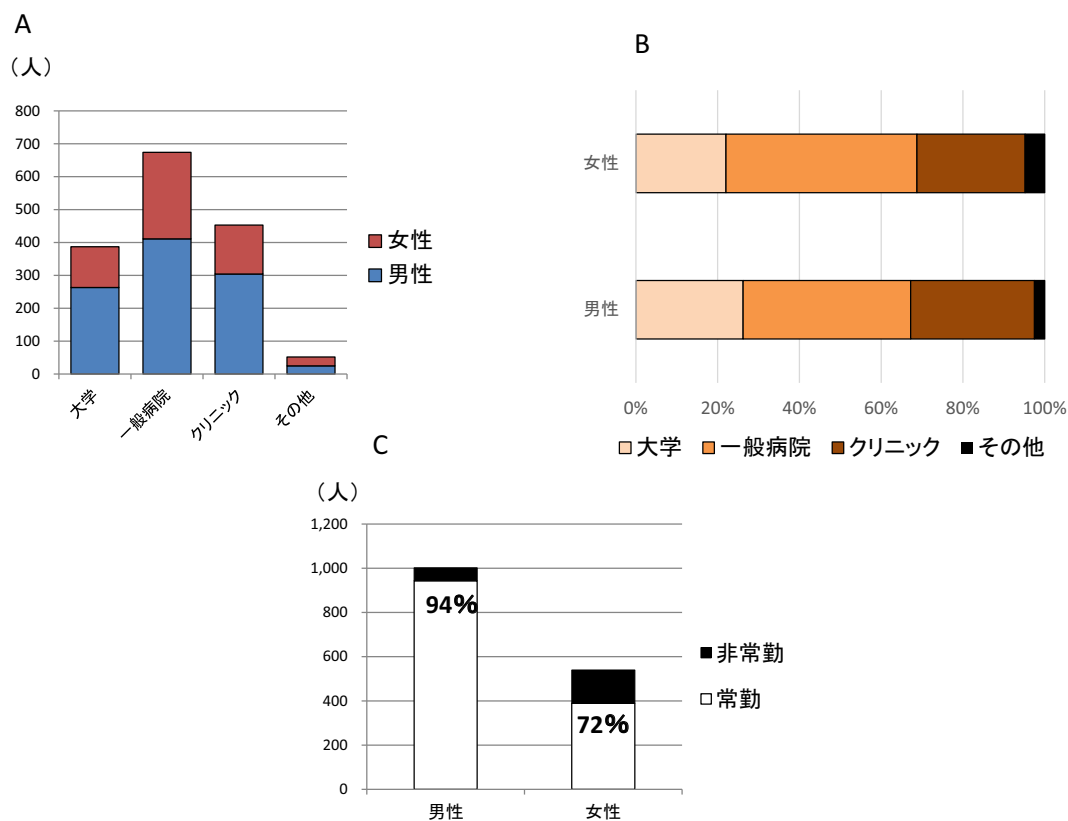 A
（人）
800
700
600
500
400
300
200
100
0
大学
一般病院
クリニック
その他
女性
男性
B
女性
男性
0% 20% 40% 60% 80% 100%
大学 一般病院 クリニック その他
C
（人）
1,200
1,000
800
600
400
200
0
94%
72%
男性 女性
非常勤
常勤